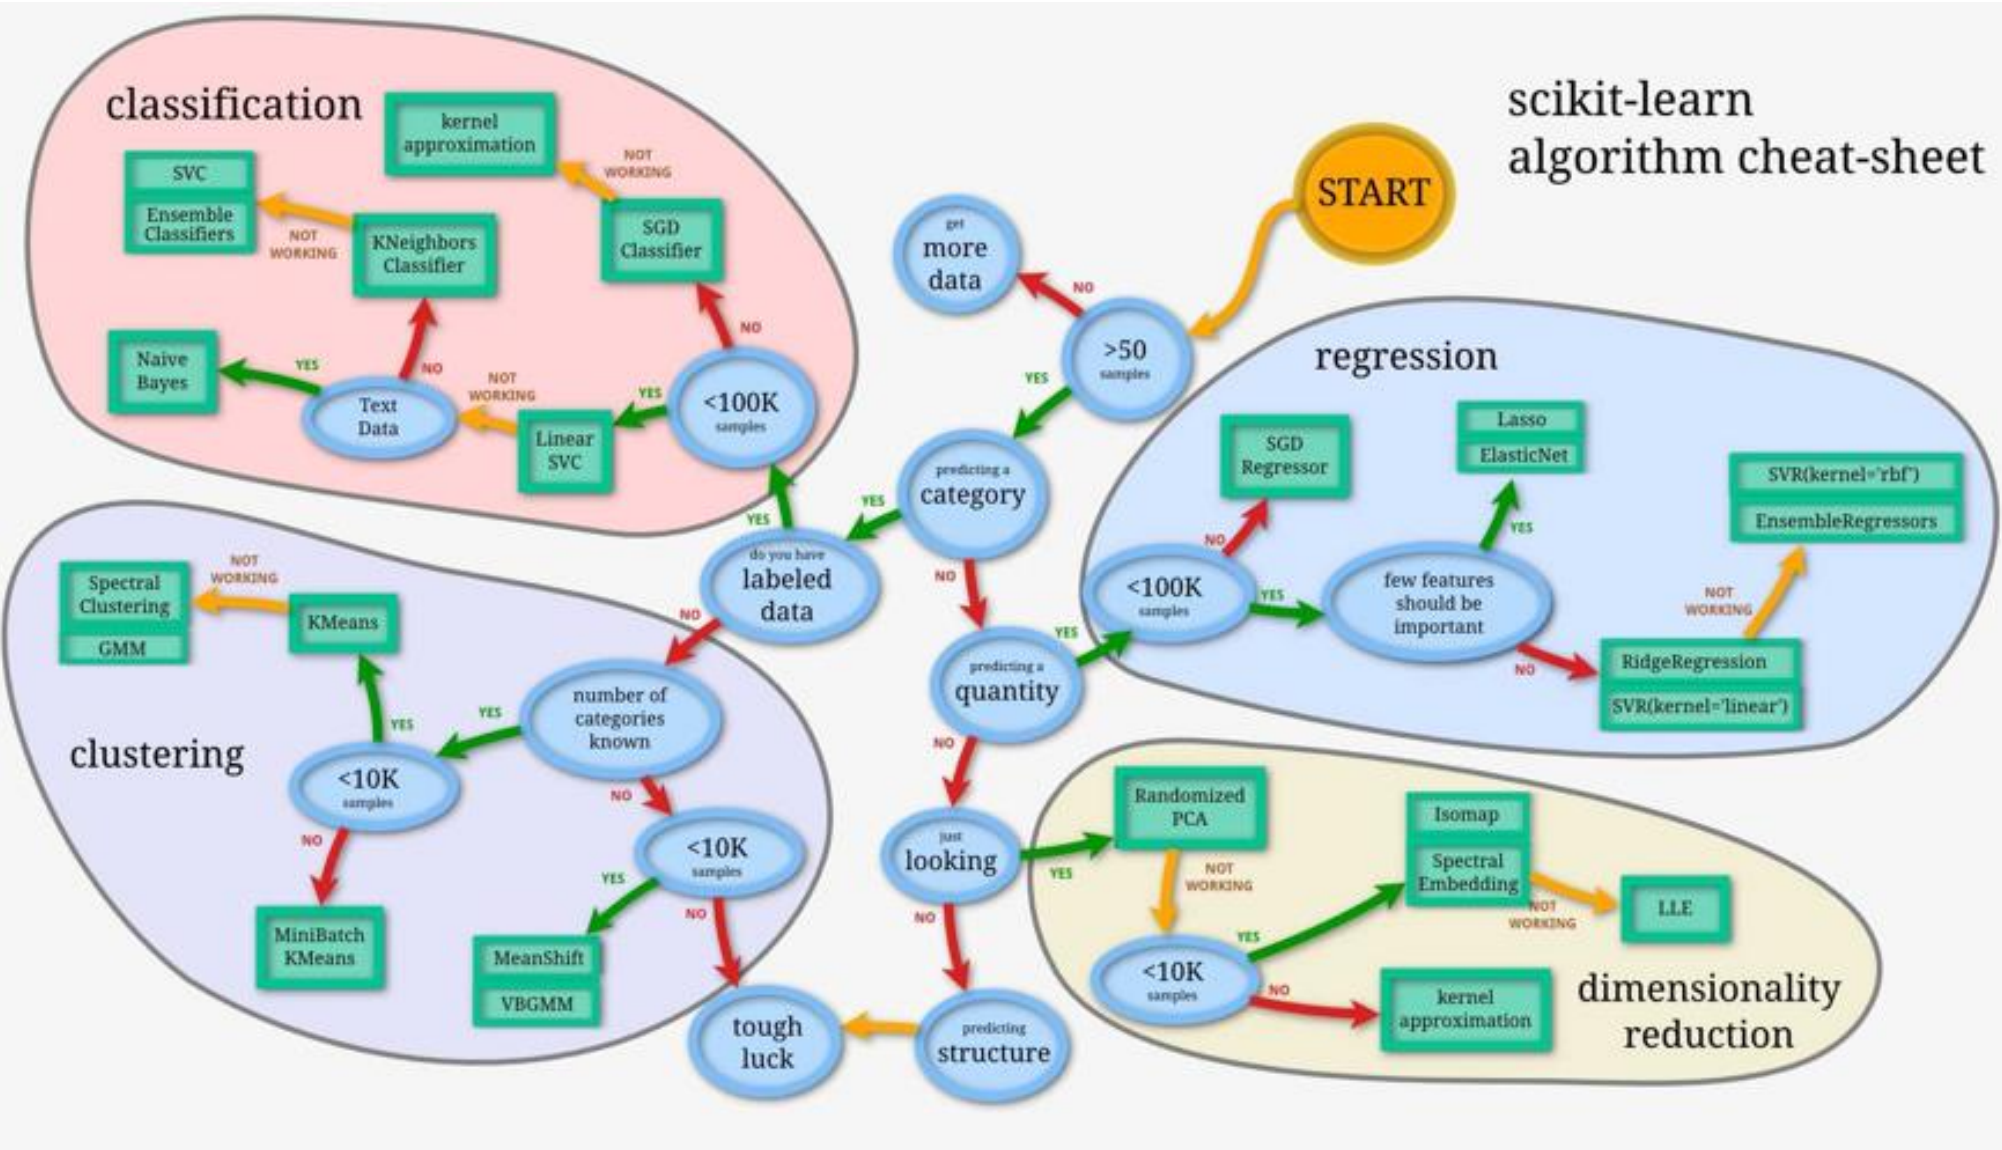 scikit-learn
algorithm cheat-sheet
START
classification
kernel
approximation
NOT
WORKING
SVC
Ensemble
Classifiers
NOT
WORKING
KNeighbors
Classifier
SGD
Classifier
NO
Naive
Bayes
YES
Text
Data
NO
NOT
WORKING
Linear
SVC
YES
<100K
samples
YES
get
more
data
NO
>50
samples
YES
predicting a
category
YES
NO
do you have
labeled
data
NO
predicting a
quantity
YES
NO
just
looking
YES
NO
predicting
structure
tough
luck
regression
SGD
Regressor
Lasso
ElasticNet
SVR(kernel='rbf')
EnsembleRegressors
NO
YES
<100K
samples
YES
few features
should be
important
NOT
WORKING
NO
RidgeRegression
SVR(kernel='linear')
clustering
Spectral
Clustering
GMM
NOT
WORKING
KMeans
number of
categories
known
YES
YES
<10K
samples
NO
NO
<10K
samples
YES
NO
MiniBatch
KMeans
MeanShift
VBGMM
dimensionality
reduction
Randomized
PCA
NOT
WORKING
Isomap
Spectral
Embedding
NOT
WORKING
LLE
YES
<10K
samples
NO
kernel
approximation